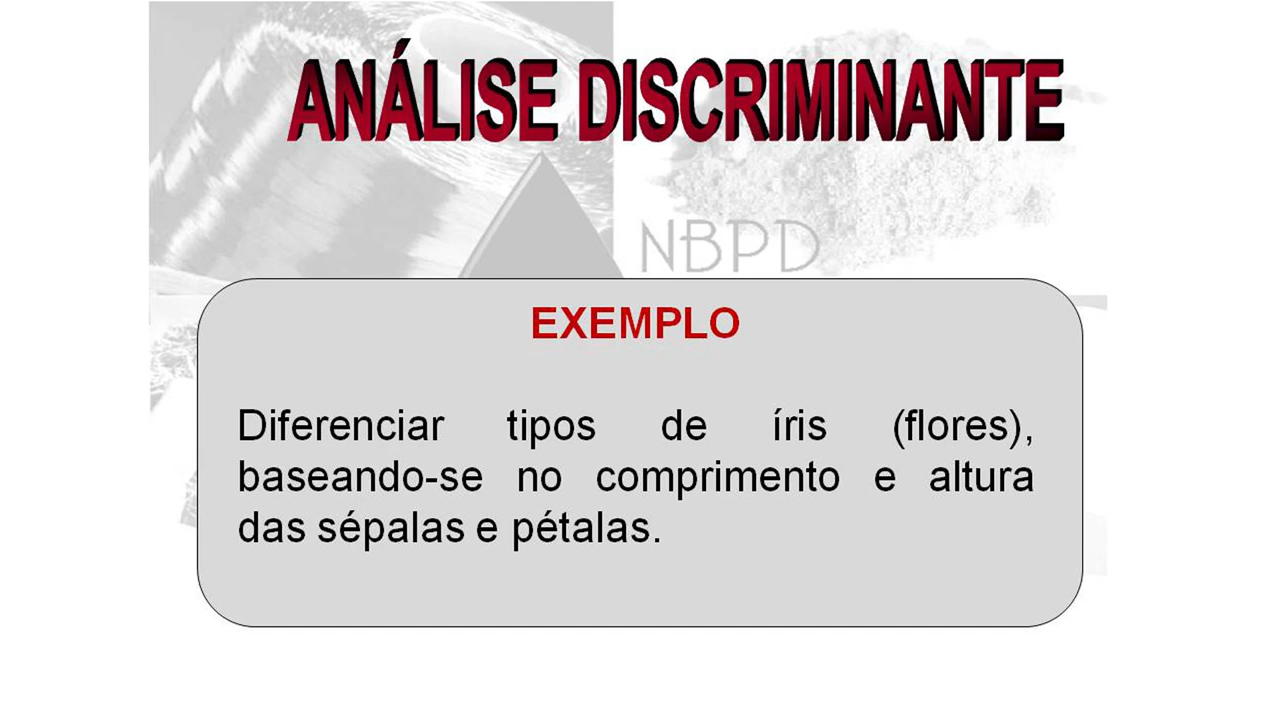 ANÁLISE DISCRIMINANTE
NBPD
EXEMPLO
Diferenciar tipos de íris (flores),
baseando-se no comprimento e altura
das sépalas e pétalas.